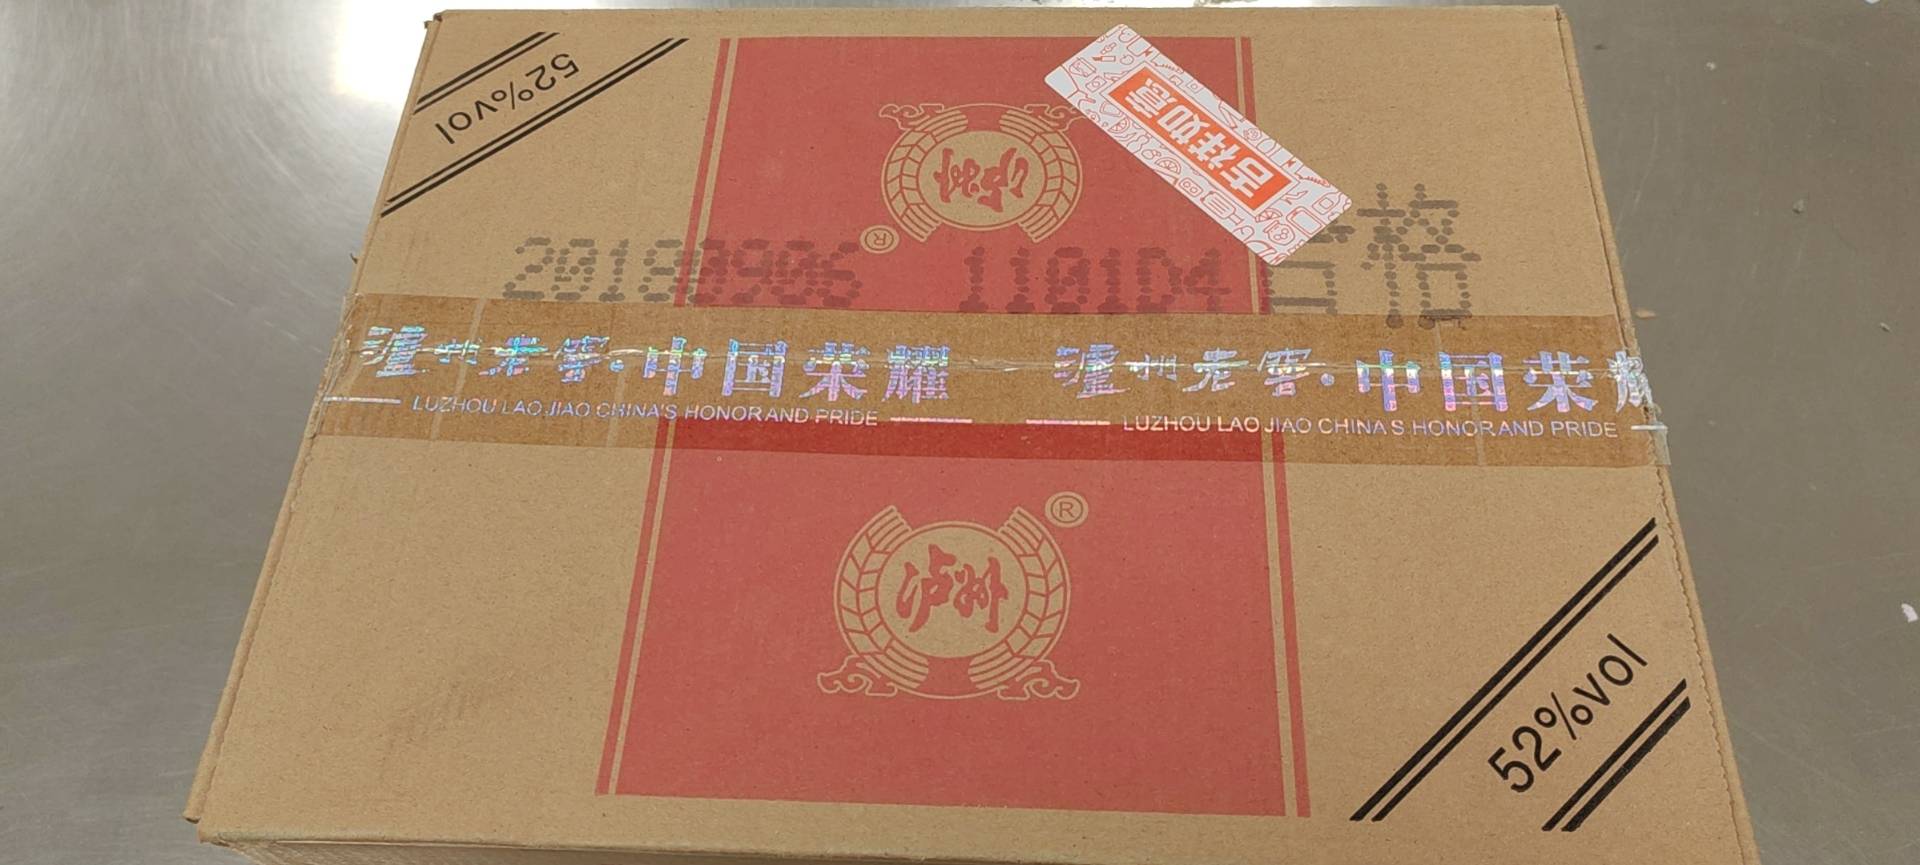 52%vol
吉祥如意
泸州
®
20180906 1101D4 合格
泸州老窖·中国荣耀 泸州老窖·中国荣耀
LUZHOU LAO JIAO CHINA'S HONOR AND PRIDE LUZHOU LAO JIAO CHINA'S HONOR AND PRIDE
®
泸州
52%vol